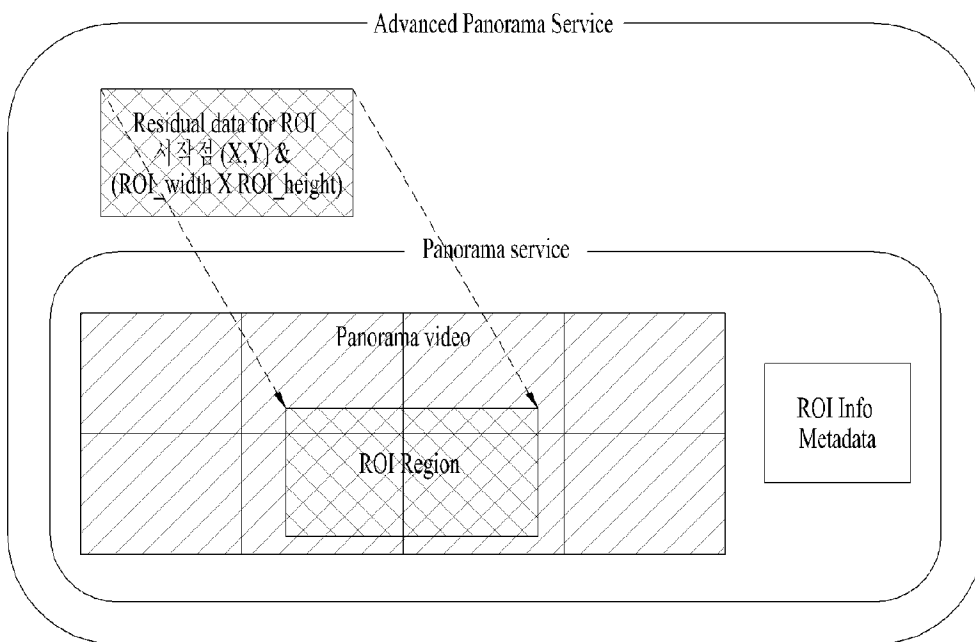 Advanced Panorama Service
Residual data for ROI
시작점 (X,Y) &
(ROI_width X ROI_height)
Panorama service
Panorama video
ROI Region
ROI Info
Metadata